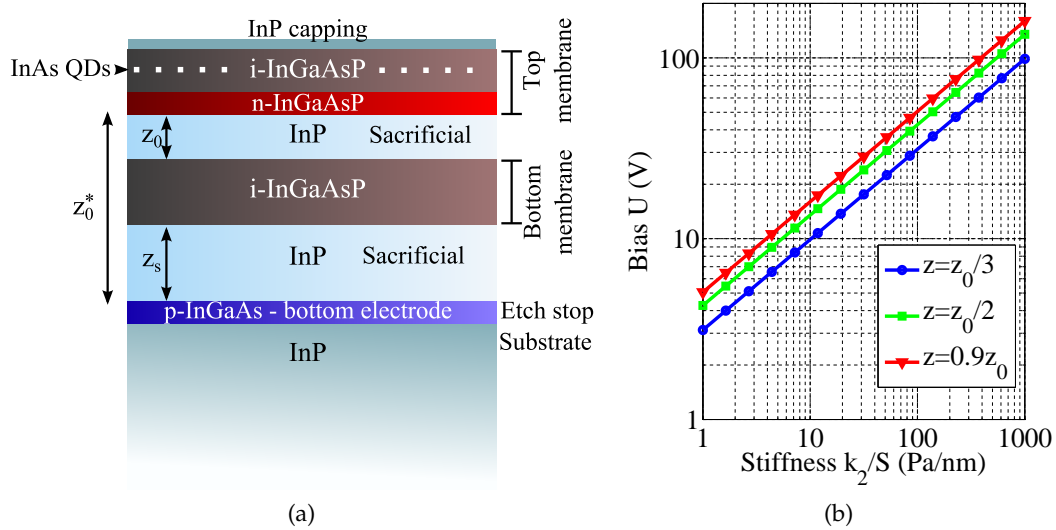 InP capping
InAs QDs
i-InGaAsP
n-InGaAsP
Top
membrane
z₀
InP
Sacrificial
z₀*
i-InGaAsP
Bottom
membrane
zₛ
InP
Sacrificial
p-InGaAs - bottom electrode
Etch stop
InP
Substrate
(a)
Bias U (V)
100
10
1
z=z₀/3
z=z₀/2
z=0.9z₀
1
10
100
1000
Stiffness k₂/S (Pa/nm)
(b)